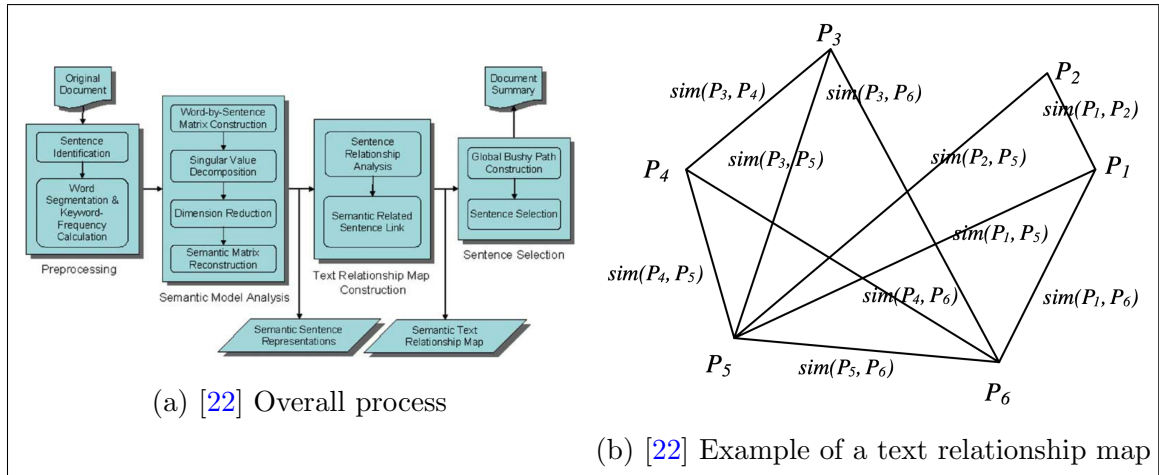 Original
Document
Sentence
Identification
Word
Segmentation &
Keyword-
Frequency
Calculation
Preprocessing
Word-by-Sentence
Matrix Construction
Singular Value
Decomposition
Dimension Reduction
Semantic Matrix
Reconstruction
Semantic Model Analysis
Sentence
Relationship
Analysis
Semantic Related
Sentence Link
Text Relationship Map
Construction
Document
Summary
Global Bushy Path
Construction
Sentence Selection
Sentence Selection
Semantic Sentence
Representations
Semantic Text
Relationship Map
(a) [22] Overall process
P3
P2
sim(P3, P4)
sim(P3, P6)
sim(P1, P2)
P4
sim(P3, P5)
sim(P2, P5)
P1
sim(P1, P5)
sim(P4, P5)
sim(P4, P6)
sim(P1, P6)
P5
sim(P5, P6)
P6
(b) [22] Example of a text relationship map